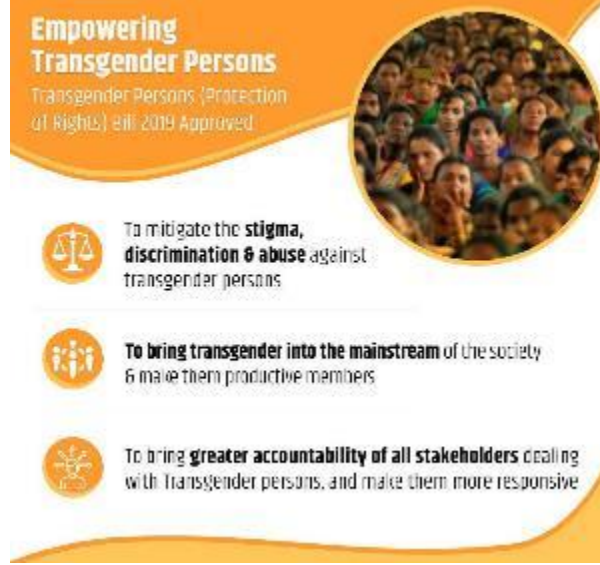 Empowering
Transgender Persons
Transgender Persons (Protection
of Rights) Bill 2019 Approved
To mitigate the stigma,
discrimination & abuse against
transgender persons
To bring transgender into the mainstream of the society
& make them productive members
To bring greater accountability of all stakeholders dealing
with Transgender persons, and make them more responsive